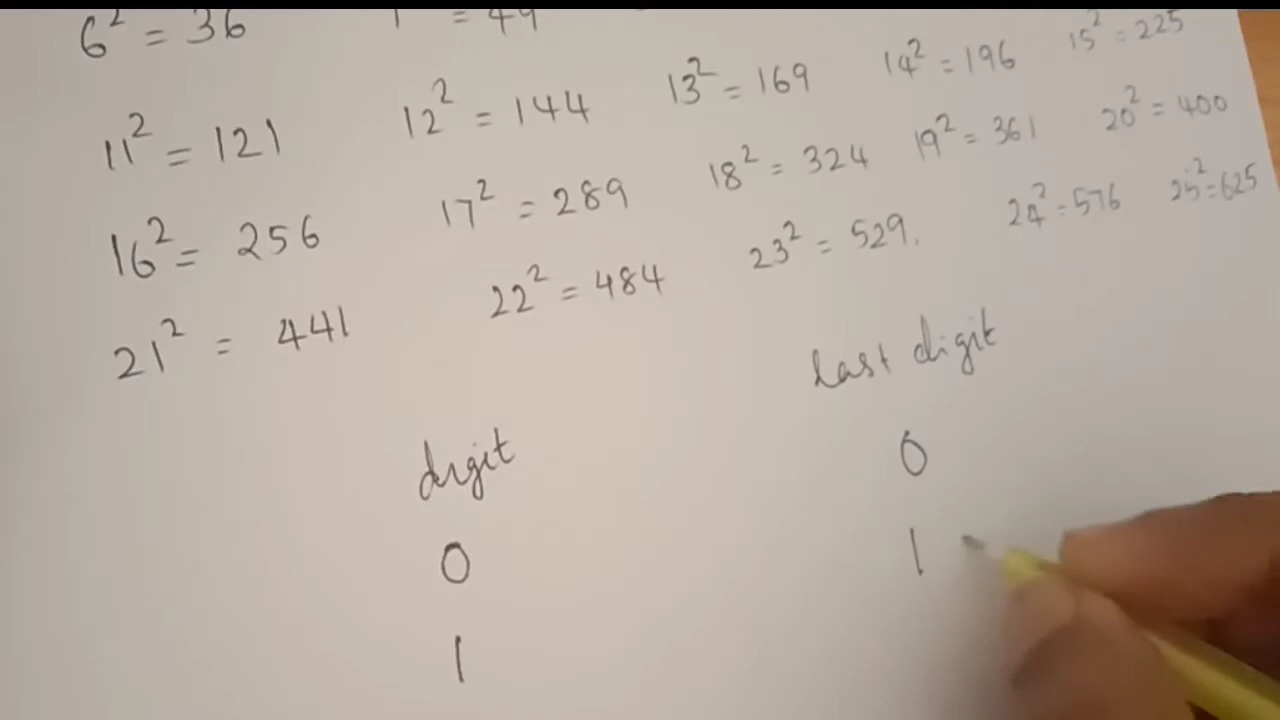 6² = 36 = 49
11² = 121 12² = 144 13² = 169 14² = 196 15² = 225
16² = 256 17² = 289 18² = 324 19² = 361 20² = 400
21² = 441 22² = 484 23² = 529. 24² = 576 25² = 625
digit last digit
0 0
1 1